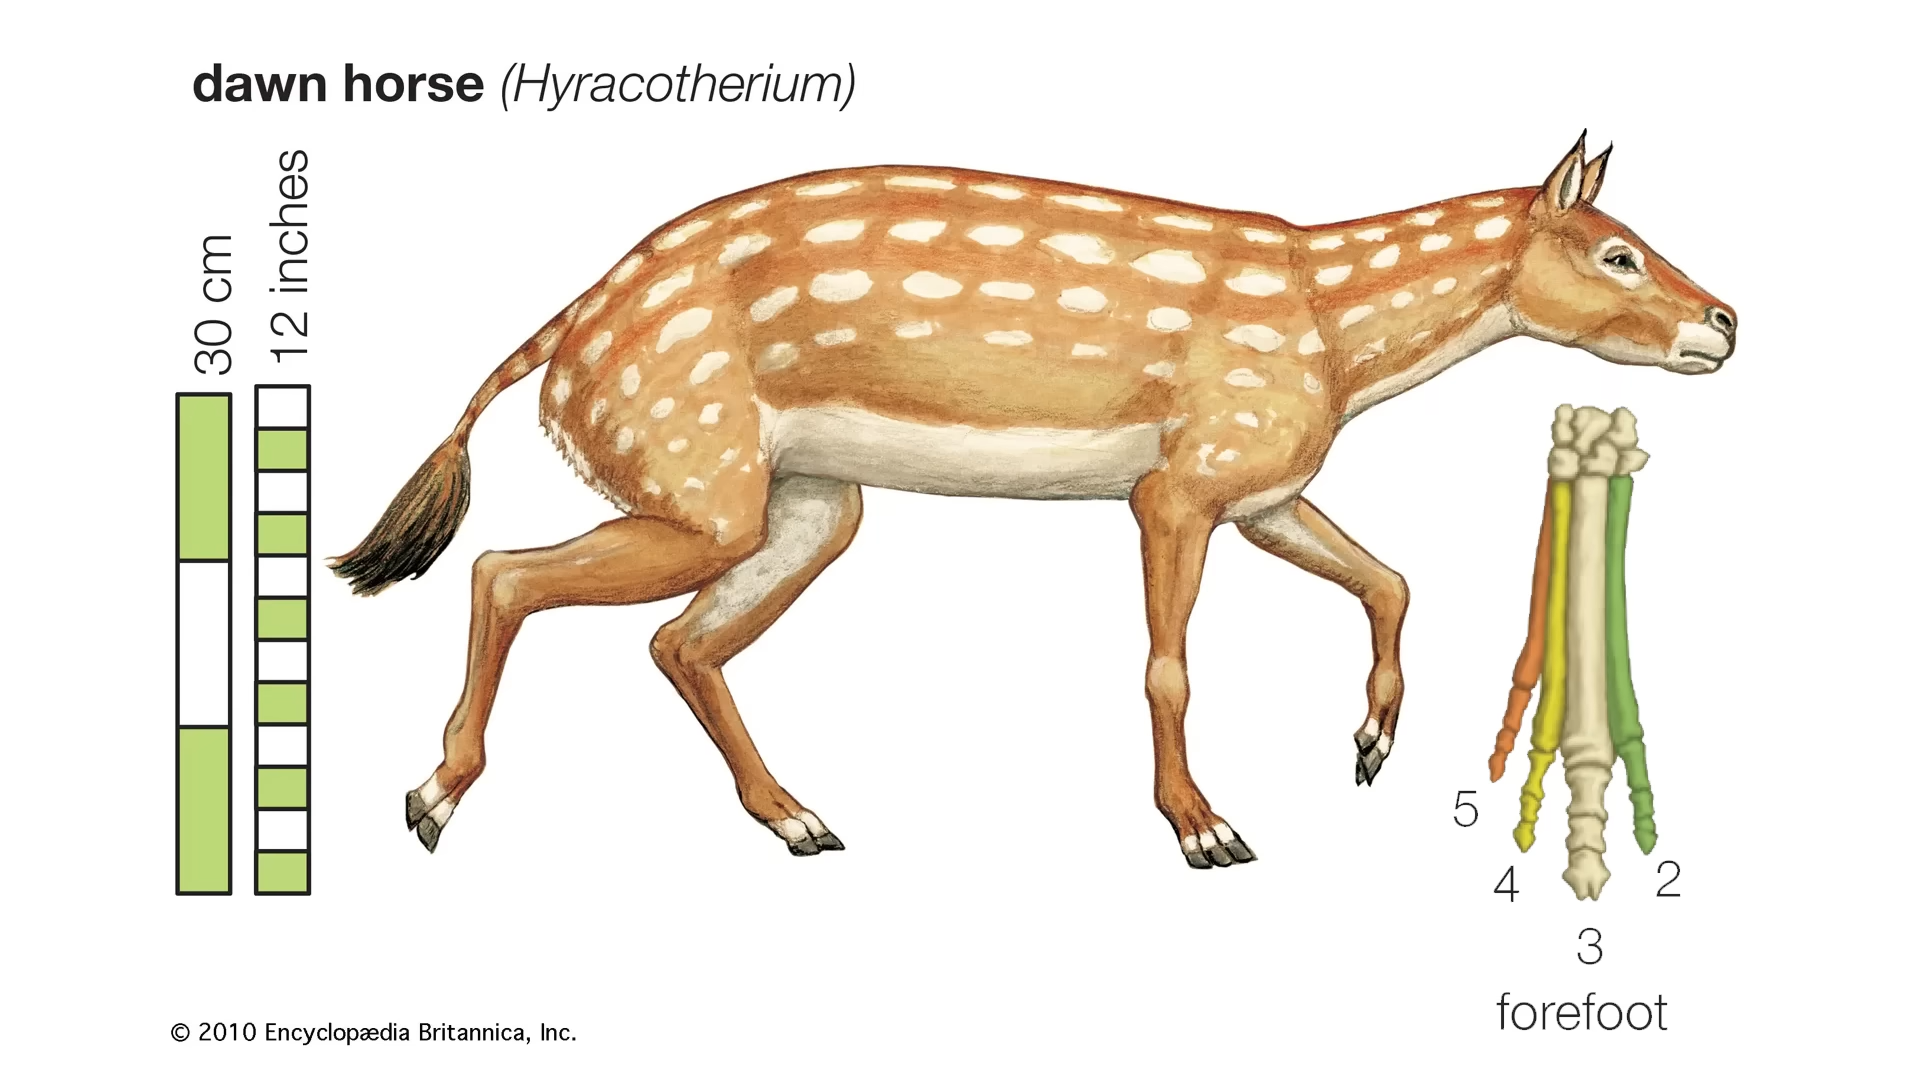 dawn horse (Hyracotherium)
30 cm
12 inches
5
4
3
2
forefoot
© 2010 Encyclopædia Britannica, Inc.